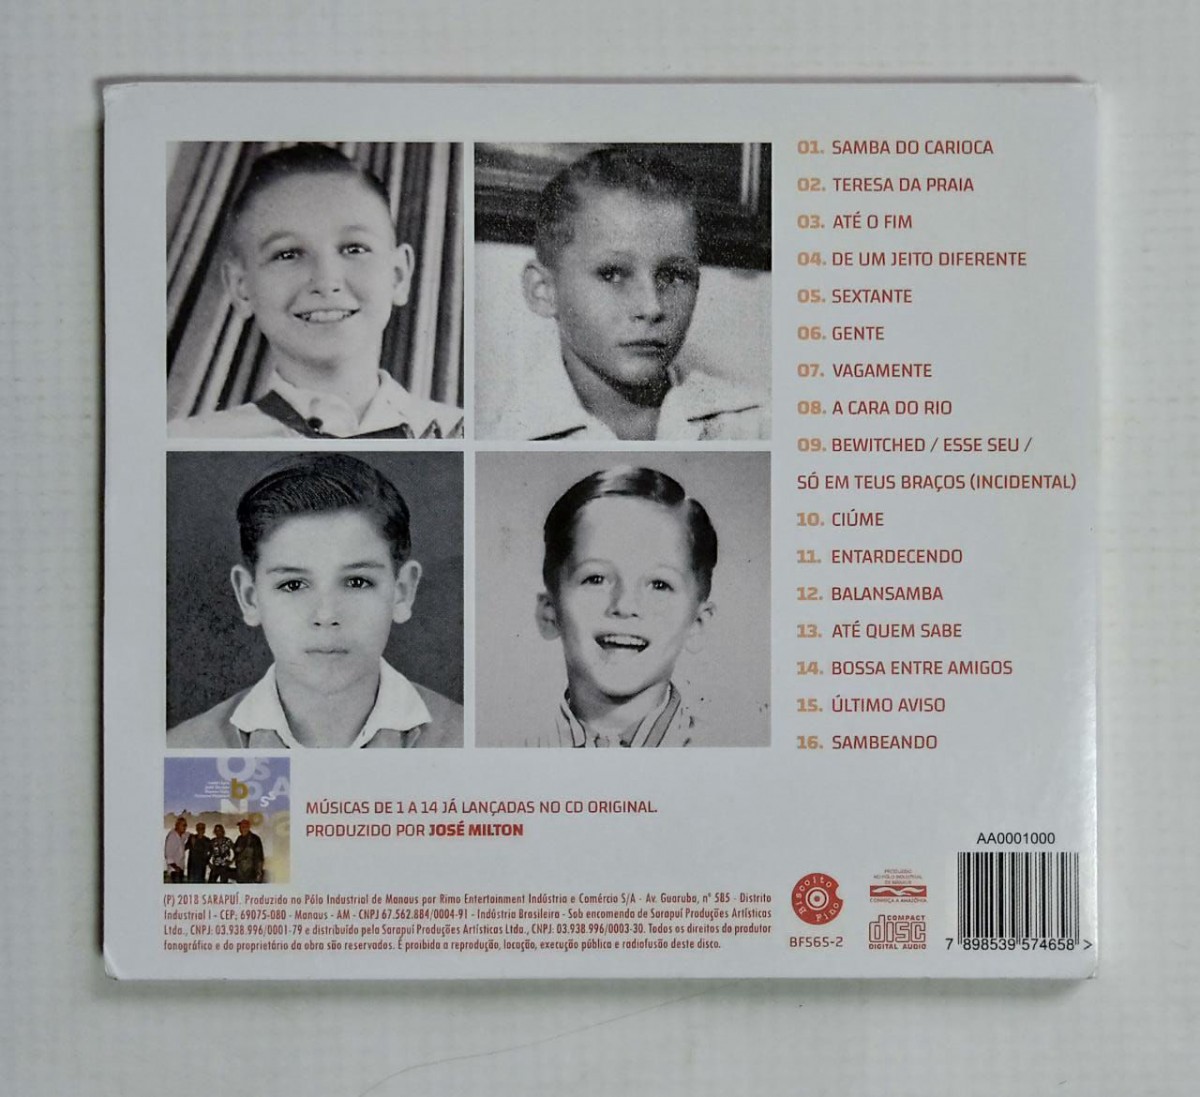 01. SAMBA DO CARIOCA
02. TERESA DA PRAIA
03. ATÉ O FIM
04. DE UM JEITO DIFERENTE
05. SEXTANTE
06. GENTE
07. VAGAMENTE
08. A CARA DO RIO
09. BEWITCHED / ESSE SEU /
SÓ EM TEUS BRAÇOS (INCIDENTAL)
10. CIÚME
11. ENTARDECENDO
12. BALANSAMBA
13. ATÉ QUEM SABE
14. BOSSA ENTRE AMIGOS
15. ÚLTIMO AVISO
16. SAMBEANDO
MÚSICAS DE 1 A 14 JÁ LANÇADAS NO CD ORIGINAL.
PRODUZIDO POR JOSÉ MILTON
(P) 2018 SARAPUÍ. Produzido no Pólo Industrial de Manaus por Rimo Entertainment Indústria e Comércio S/A - Av. Guaruba, nº 585 - Distrito
Industrial I - CEP: 69075-080 - Manaus - AM - CNPJ 67.562.884/0004-91 - Indústria Brasileira - Sob encomenda de Sarapuí Produções Artísticas
Ltda., CNPJ: 03.938.996/0001-79 e distribuído pela Sarapuí Produções Artísticas Ltda., CNPJ: 03.938.996/0003-30. Todos os direitos do produtor
fonográfico e do proprietário da obra são reservados. É proibida a reprodução, locação, execução pública e radiofusão deste disco.
Biscoito Fino
BF565-2
CONHEÇA A AMAZÔNIA
COMPACT
disc
DIGITAL AUDIO
AA0001000
7 898539 574658 >